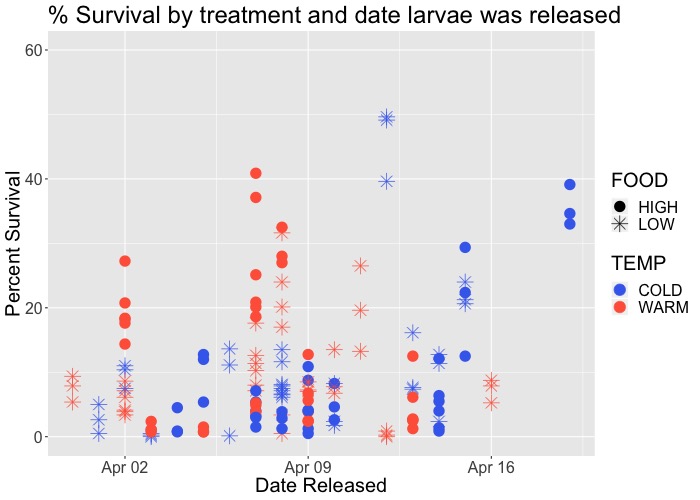 % Survival by treatment and date larvae was released
60
40
20
0
Percent Survival
Apr 02
Apr 09
Apr 16
Date Released
FOOD
HIGH
LOW
TEMP
COLD
WARM